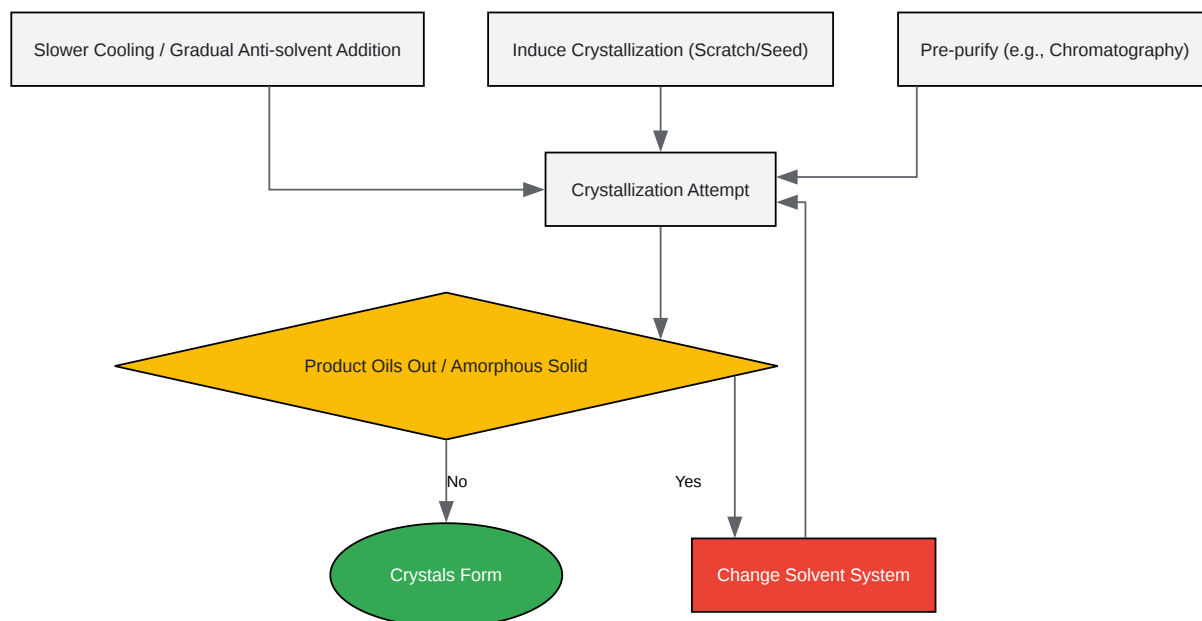 Slower Cooling / Gradual Anti-solvent Addition
Induce Crystallization (Scratch/Seed)
Pre-purify (e.g., Chromatography)
Crystallization Attempt
Product Oils Out / Amorphous Solid
No
Yes
Crystals Form
Change Solvent System